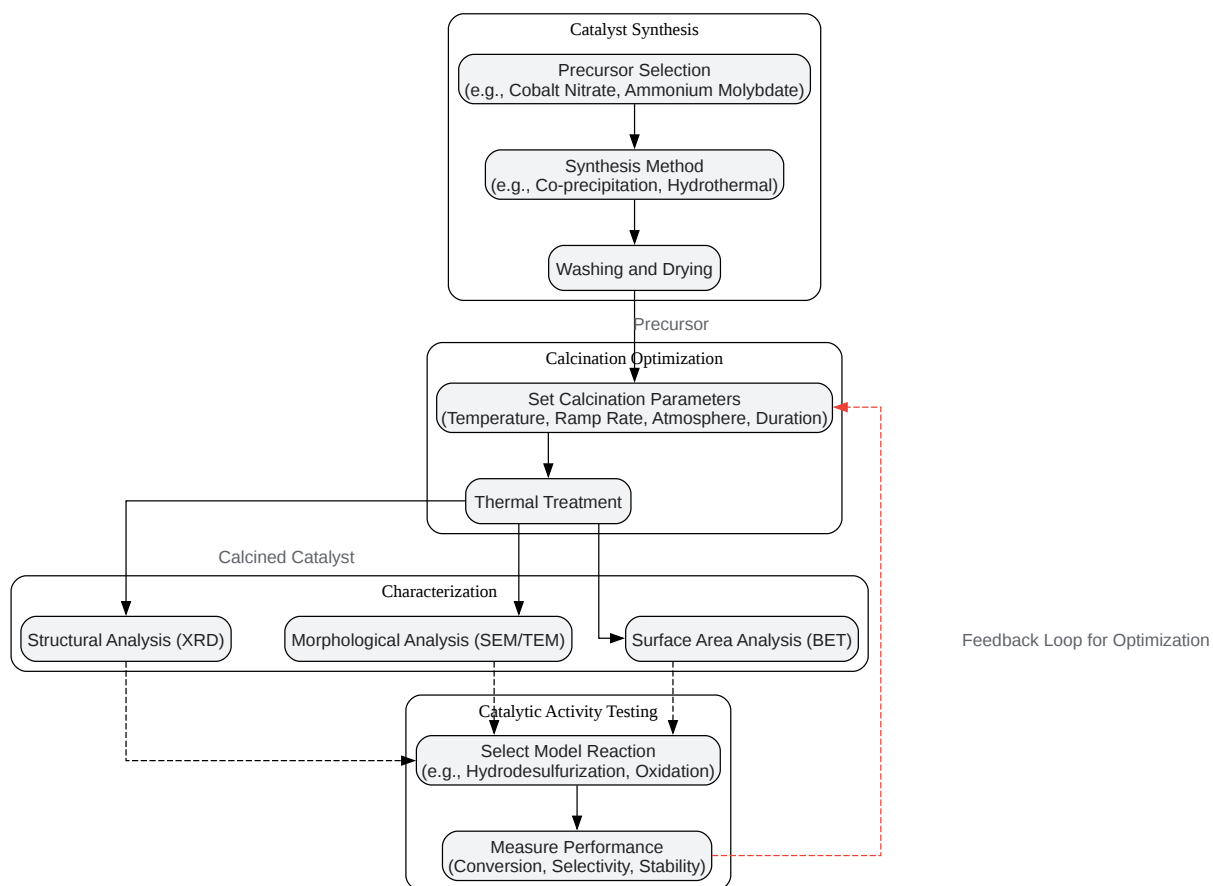 Catalyst Synthesis
Precursor Selection
(e.g., Cobalt Nitrate, Ammonium Molybdate)
Synthesis Method
(e.g., Co-precipitation, Hydrothermal)
Washing and Drying
Precursor
Calcination Optimization
Set Calcination Parameters
(Temperature, Ramp Rate, Atmosphere, Duration)
Thermal Treatment
Calcined Catalyst
Characterization
Structural Analysis (XRD)
Morphological Analysis (SEM/TEM)
Surface Area Analysis (BET)
Feedback Loop for Optimization
Catalytic Activity Testing
Select Model Reaction
(e.g., Hydrodesulfurization, Oxidation)
Measure Performance
(Conversion, Selectivity, Stability)